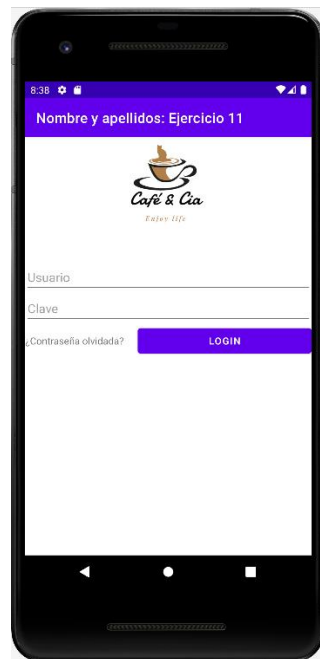 8:38
Nombre y apellidos: Ejercicio 11
Café & Cia
Enjoy life
Usuario
Clave
¿Contraseña olvidada?
LOGIN